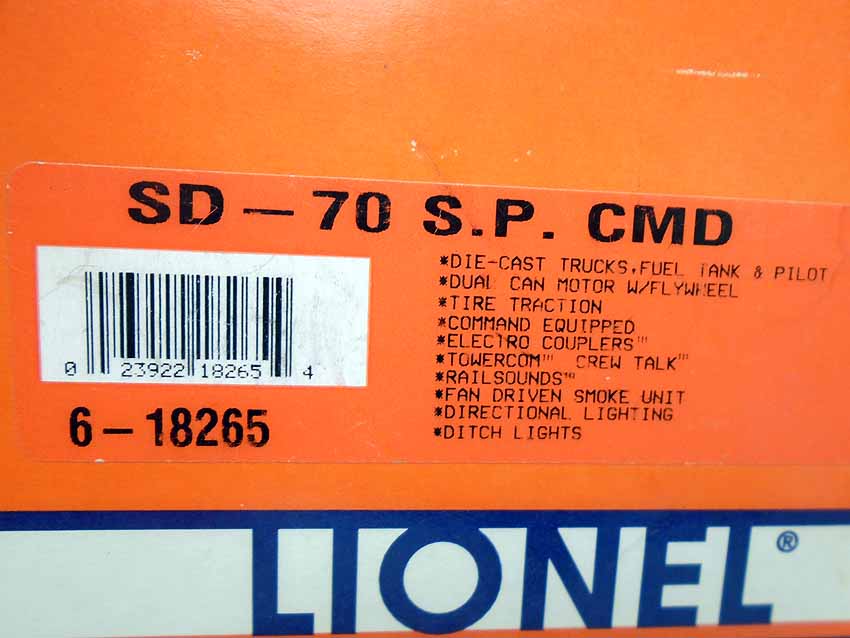 SD-70 S.P. CMD
*DIE-CAST TRUCKS,FUEL TANK & PILOT
*DUAL CAN MOTOR W/FLYWHEEL
*TIRE TRACTION
*COMMAND EQUIPPED
*ELECTRO COUPLERS™
*TOWERCOM™ CREW TALK™
*RAILSOUNDS™
*FAN DRIVEN SMOKE UNIT
*DIRECTIONAL LIGHTING
*DITCH LIGHTS
0 23922 18265 4
6-18265
LIONEL®